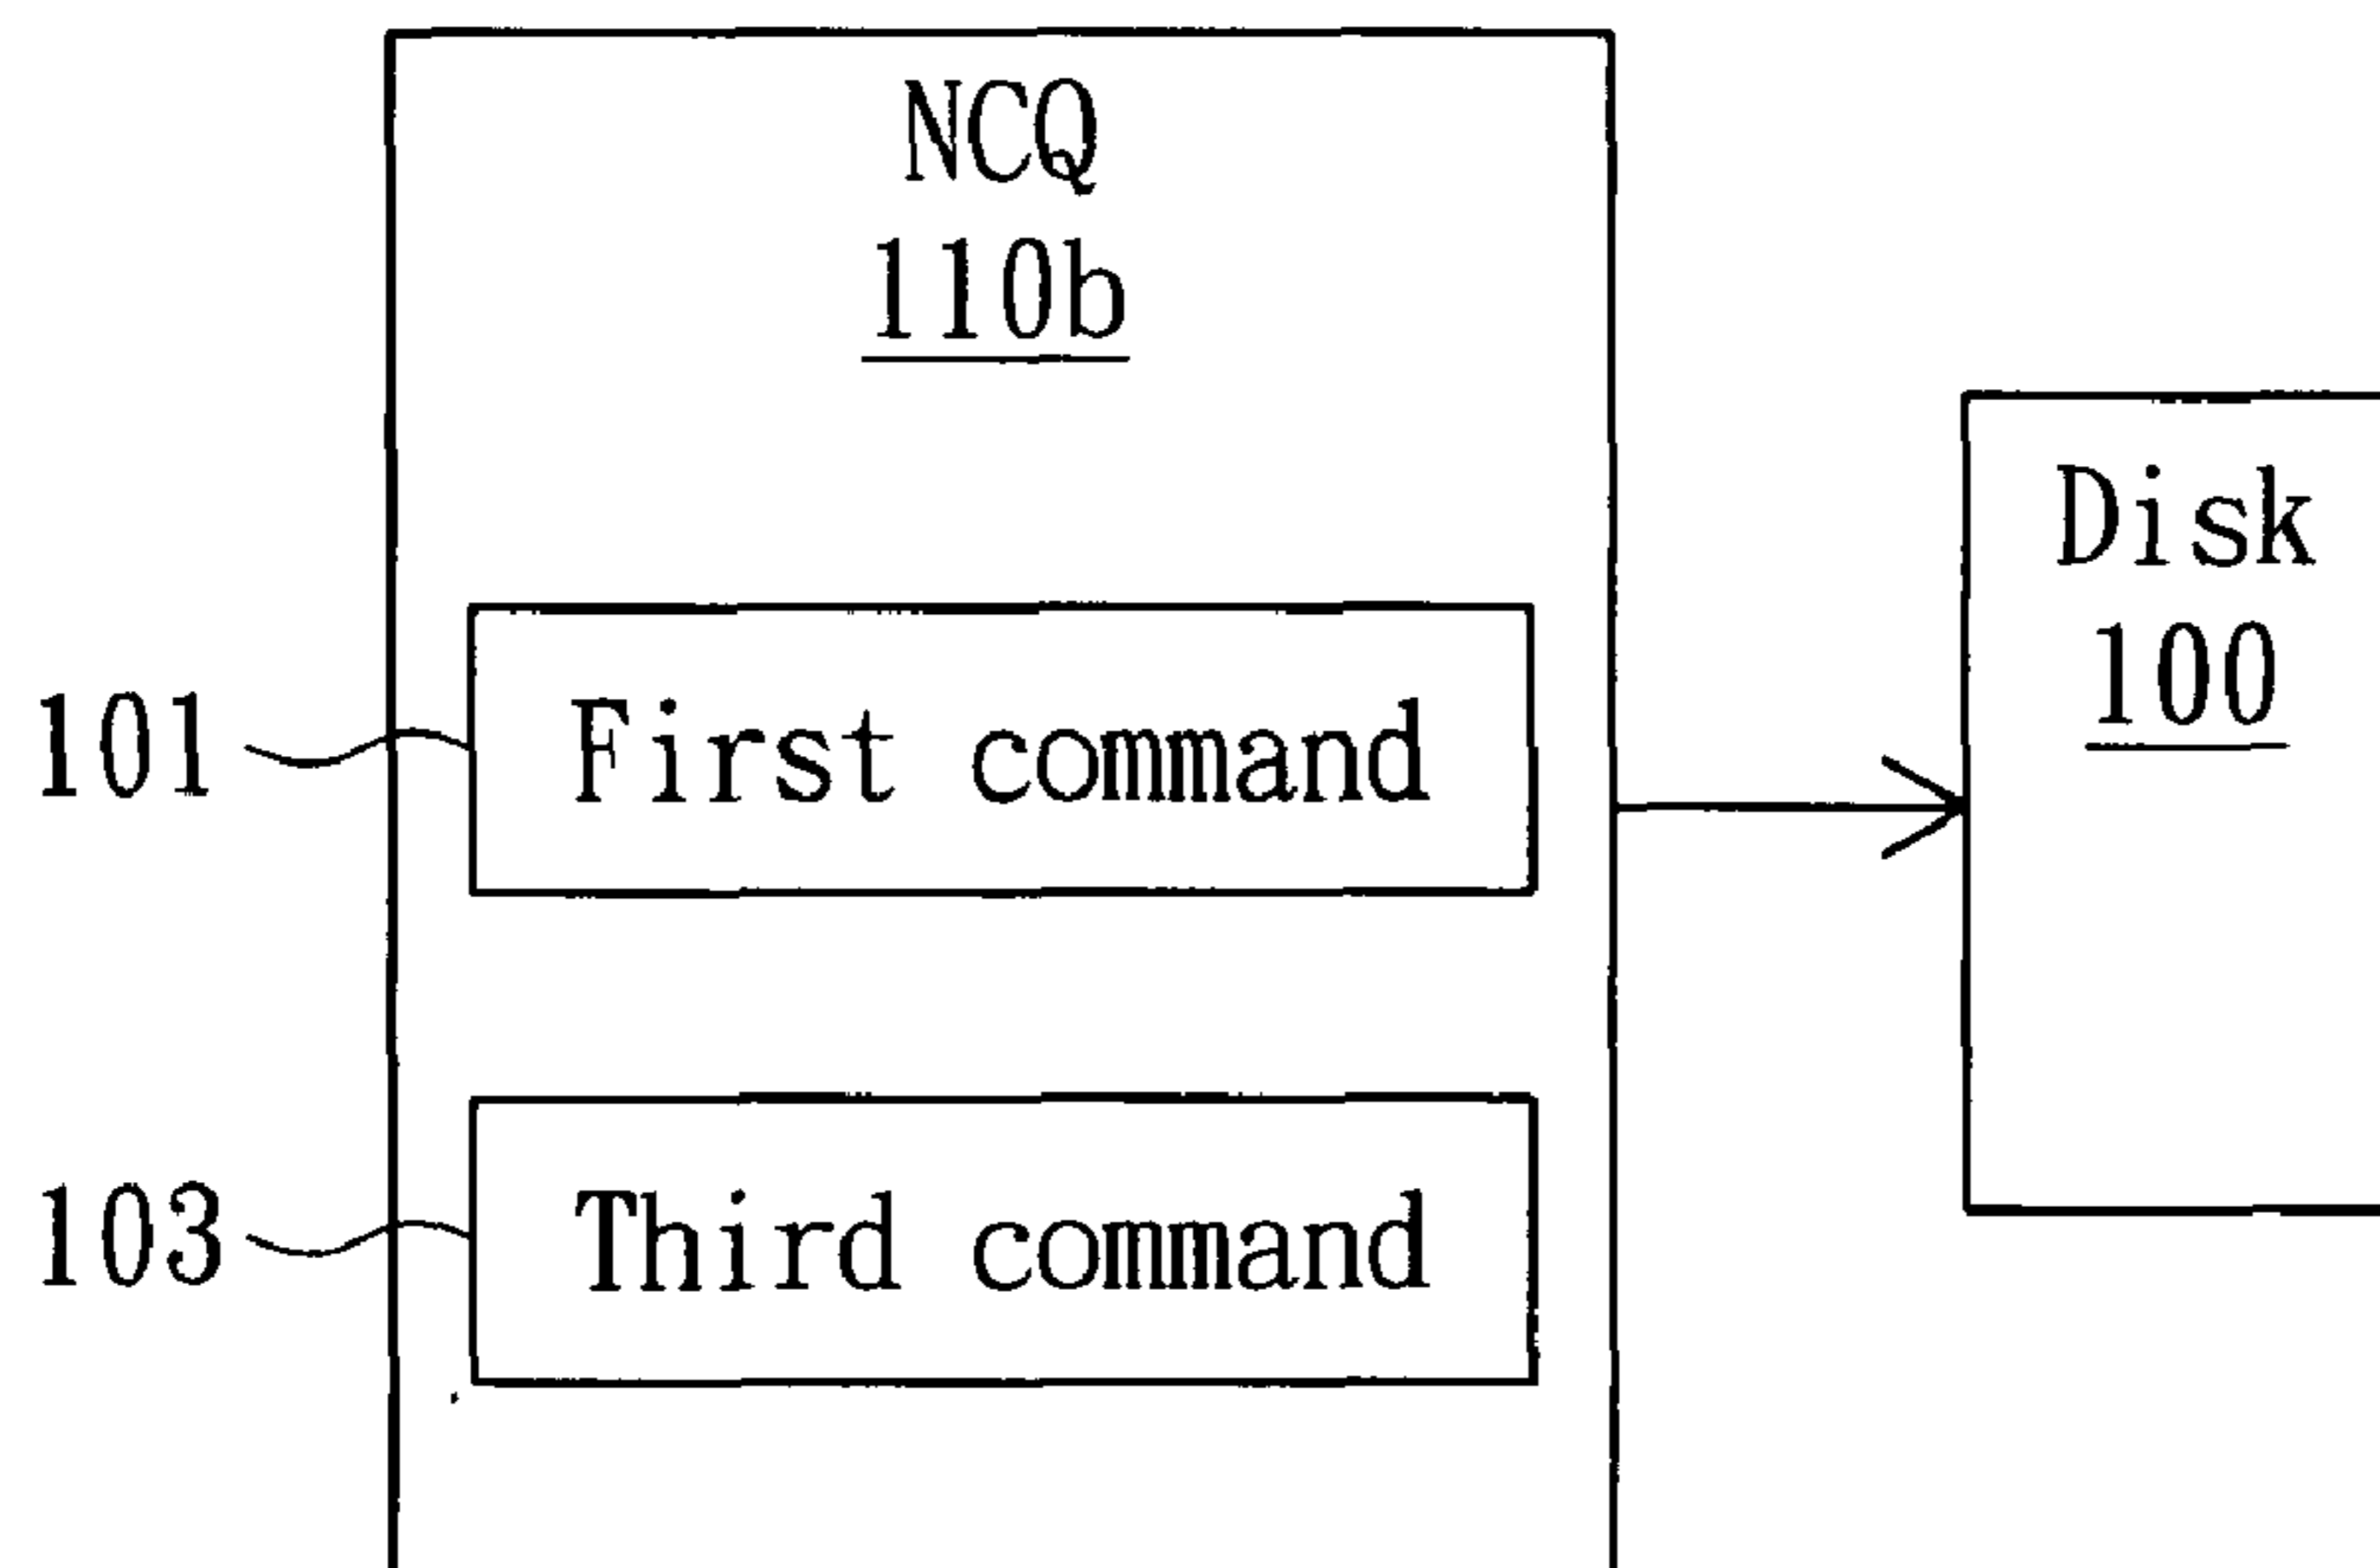 NCQ
110b
Disk
100
101
First command
103
Third command